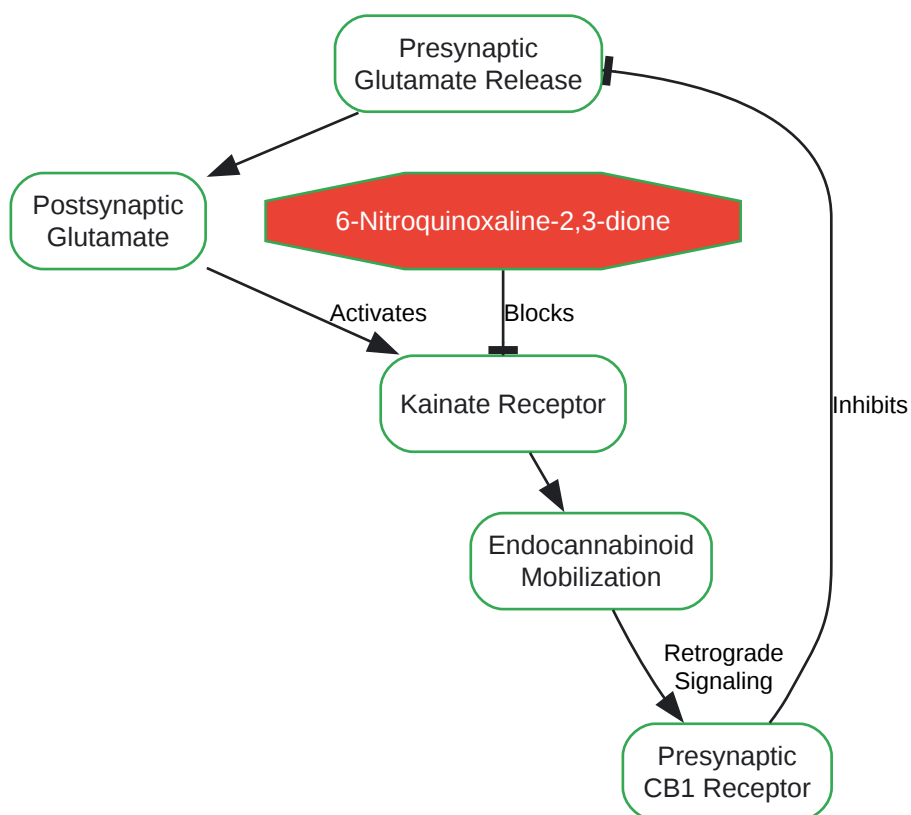 Presynaptic
Glutamate Release
Postsynaptic
Glutamate
6-Nitroquinoxaline-2,3-dione
Activates
Blocks
Kainate Receptor
Inhibits
Endocannabinoid
Mobilization
Retrograde
Signaling
Presynaptic
CB1 Receptor